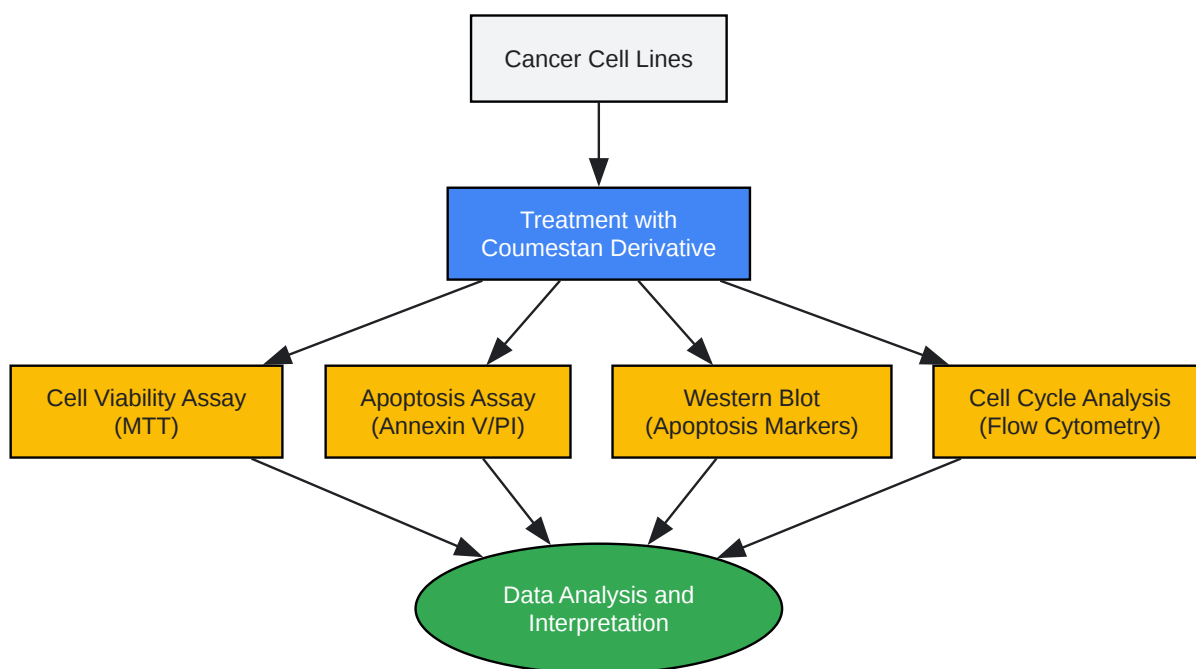 Cancer Cell Lines
Treatment with
Coumestan Derivative
Cell Viability Assay
(MTT)
Apoptosis Assay
(Annexin V/PI)
Western Blot
(Apoptosis Markers)
Cell Cycle Analysis
(Flow Cytometry)
Data Analysis and
Interpretation